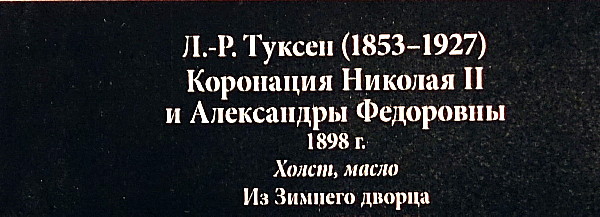 Л.-Р. Туксен (1853–1927)
Коронация Николая II
и Александры Федоровны
1898 г.
Холст, масло
Из Зимнего дворца